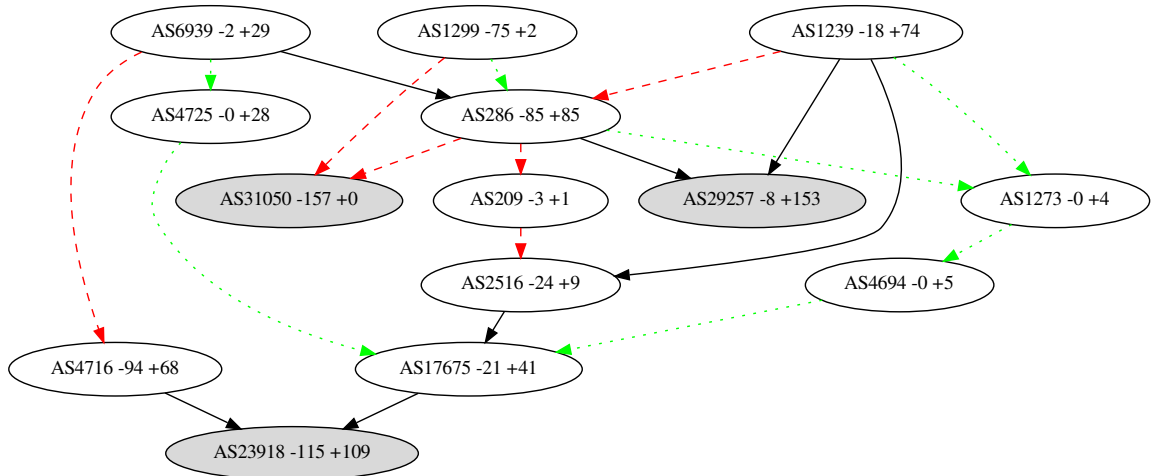 AS6939 -2 +29
AS1299 -75 +2
AS1239 -18 +74
AS4725 -0 +28
AS286 -85 +85
AS31050 -157 +0
AS209 -3 +1
AS29257 -8 +153
AS1273 -0 +4
AS2516 -24 +9
AS4694 -0 +5
AS4716 -94 +68
AS17675 -21 +41
AS23918 -115 +109